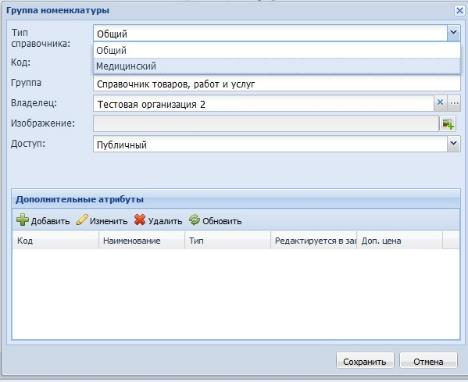 Группа номенклатуры
Тип справочника:
Общий
Общий
Код:
Медицинский
Группа
Справочник товаров, работ и услуг
Владелец:
Тестовая организация 2
Изображение:
Доступ:
Публичный
Дополнительные атрибуты
Добавить Изменить Удалить Обновить
Код Наименование Тип Редактируется в за Доп. цена
Сохранить Отмена